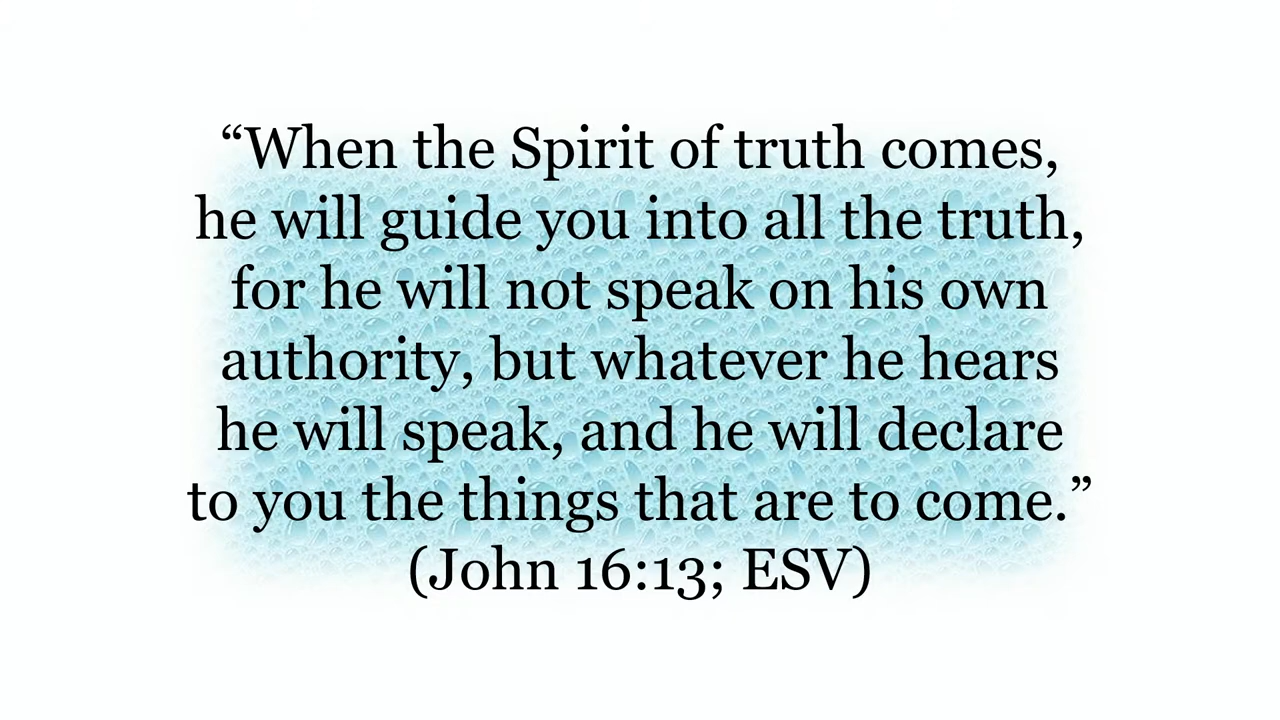 “When the Spirit of truth comes,
he will guide you into all the truth,
for he will not speak on his own
authority, but whatever he hears
he will speak, and he will declare
to you the things that are to come.”
(John 16:13; ESV)